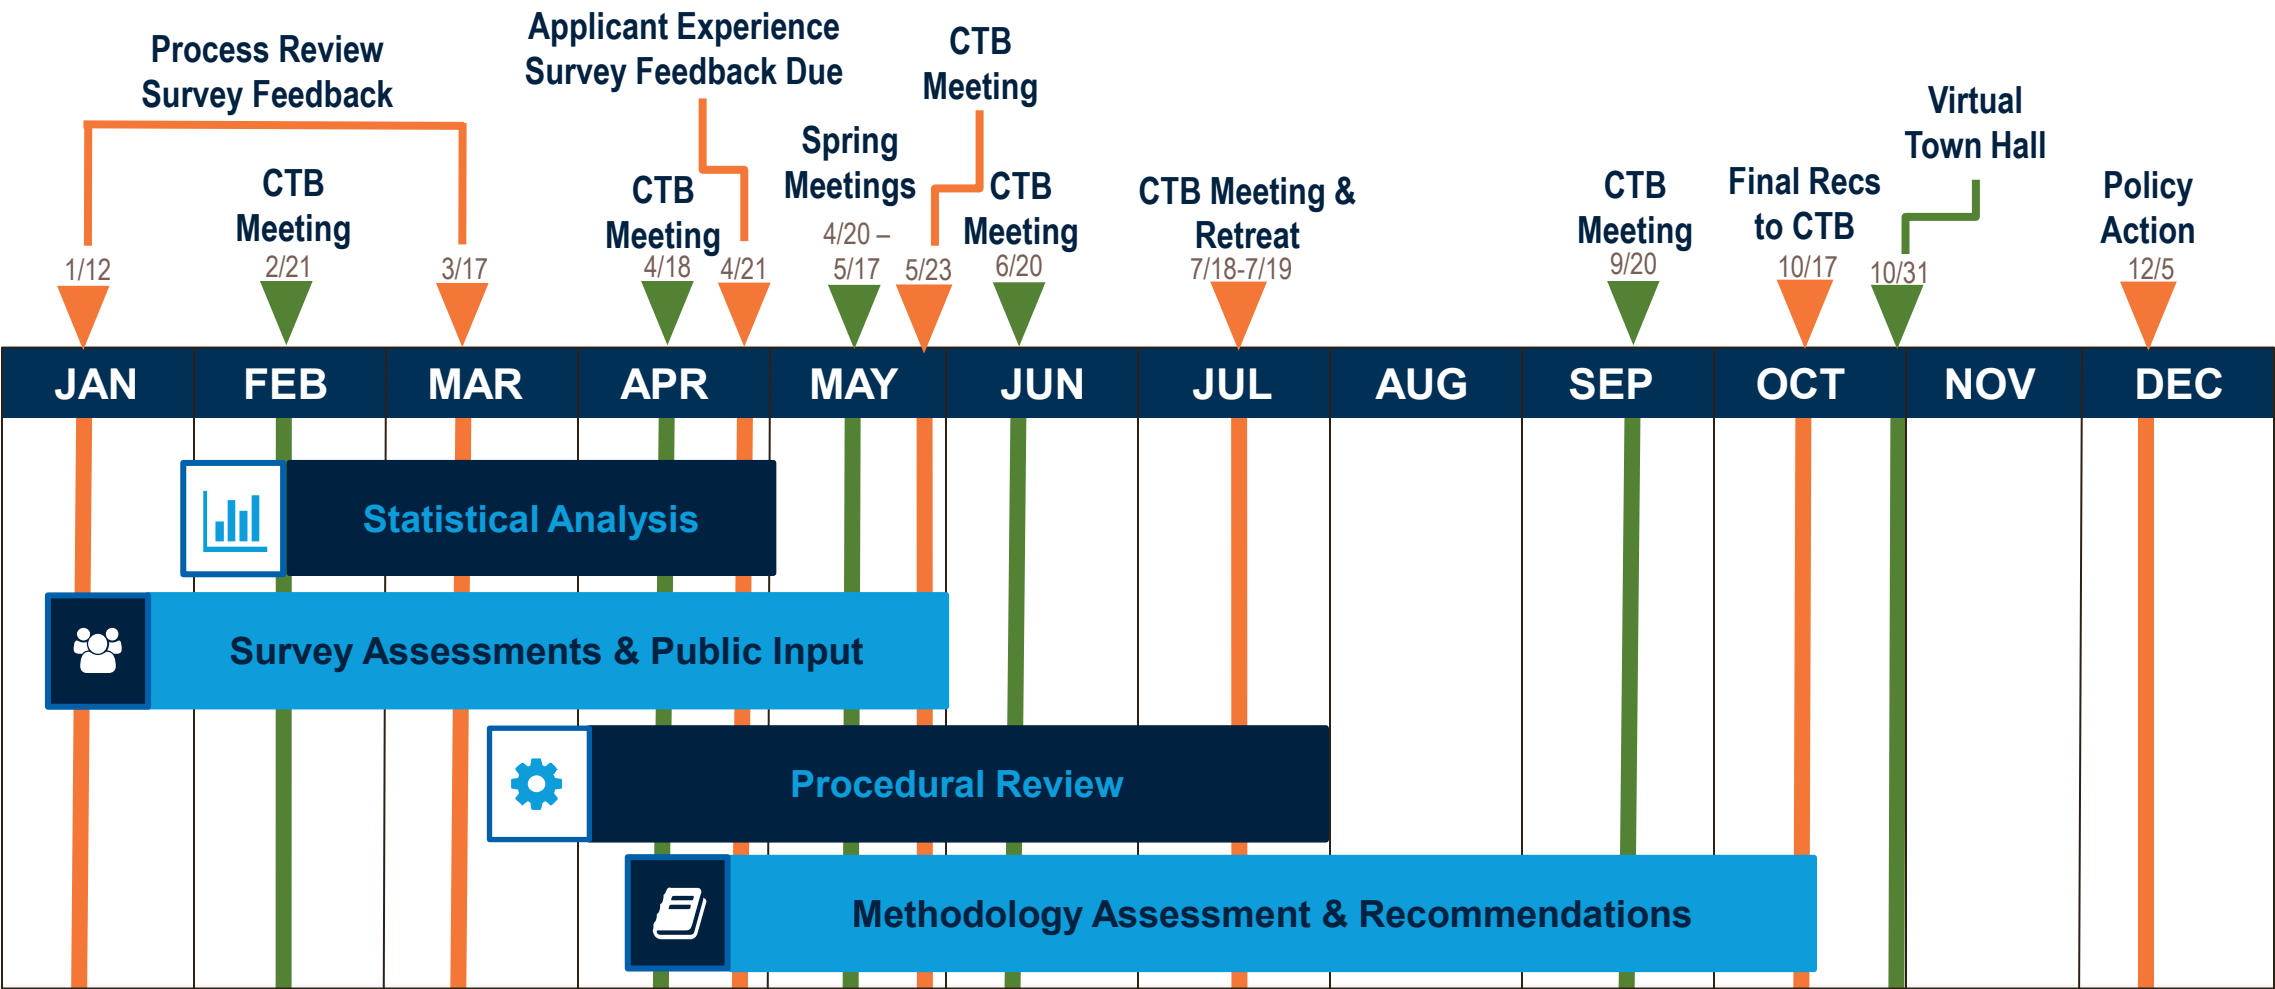 Process Review
Survey Feedback
1/12
3/17
CTB
Meeting
2/21
Applicant Experience
Survey Feedback Due
4/21
CTB
Meeting
4/18
Spring
Meetings
4/20 –
5/17
CTB
Meeting
5/23
CTB
Meeting
6/20
CTB Meeting &
Retreat
7/18-7/19
CTB
Meeting
9/20
Final Recs
to CTB
10/17
Virtual
Town Hall
10/31
Policy
Action
12/5
JAN FEB MAR APR MAY JUN JUL AUG SEP OCT NOV DEC
Statistical Analysis
Survey Assessments & Public Input
Procedural Review
Methodology Assessment & Recommendations